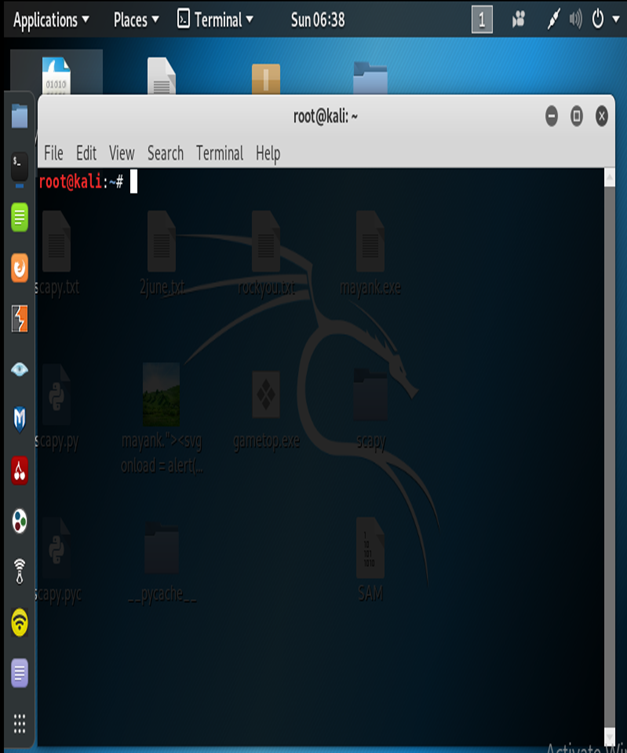 Applications Places Terminal Sun 06:38 1
root@kali: ~
File Edit View Search Terminal Help
root@kali:~#
scapy.txt 2june.txt rockyou.txt mayank.exe
scapy.py mayank:"><svg gametop.exe scapy
onload = alert(...
scapy.pyc __pycache__ SAM
Activate Wi